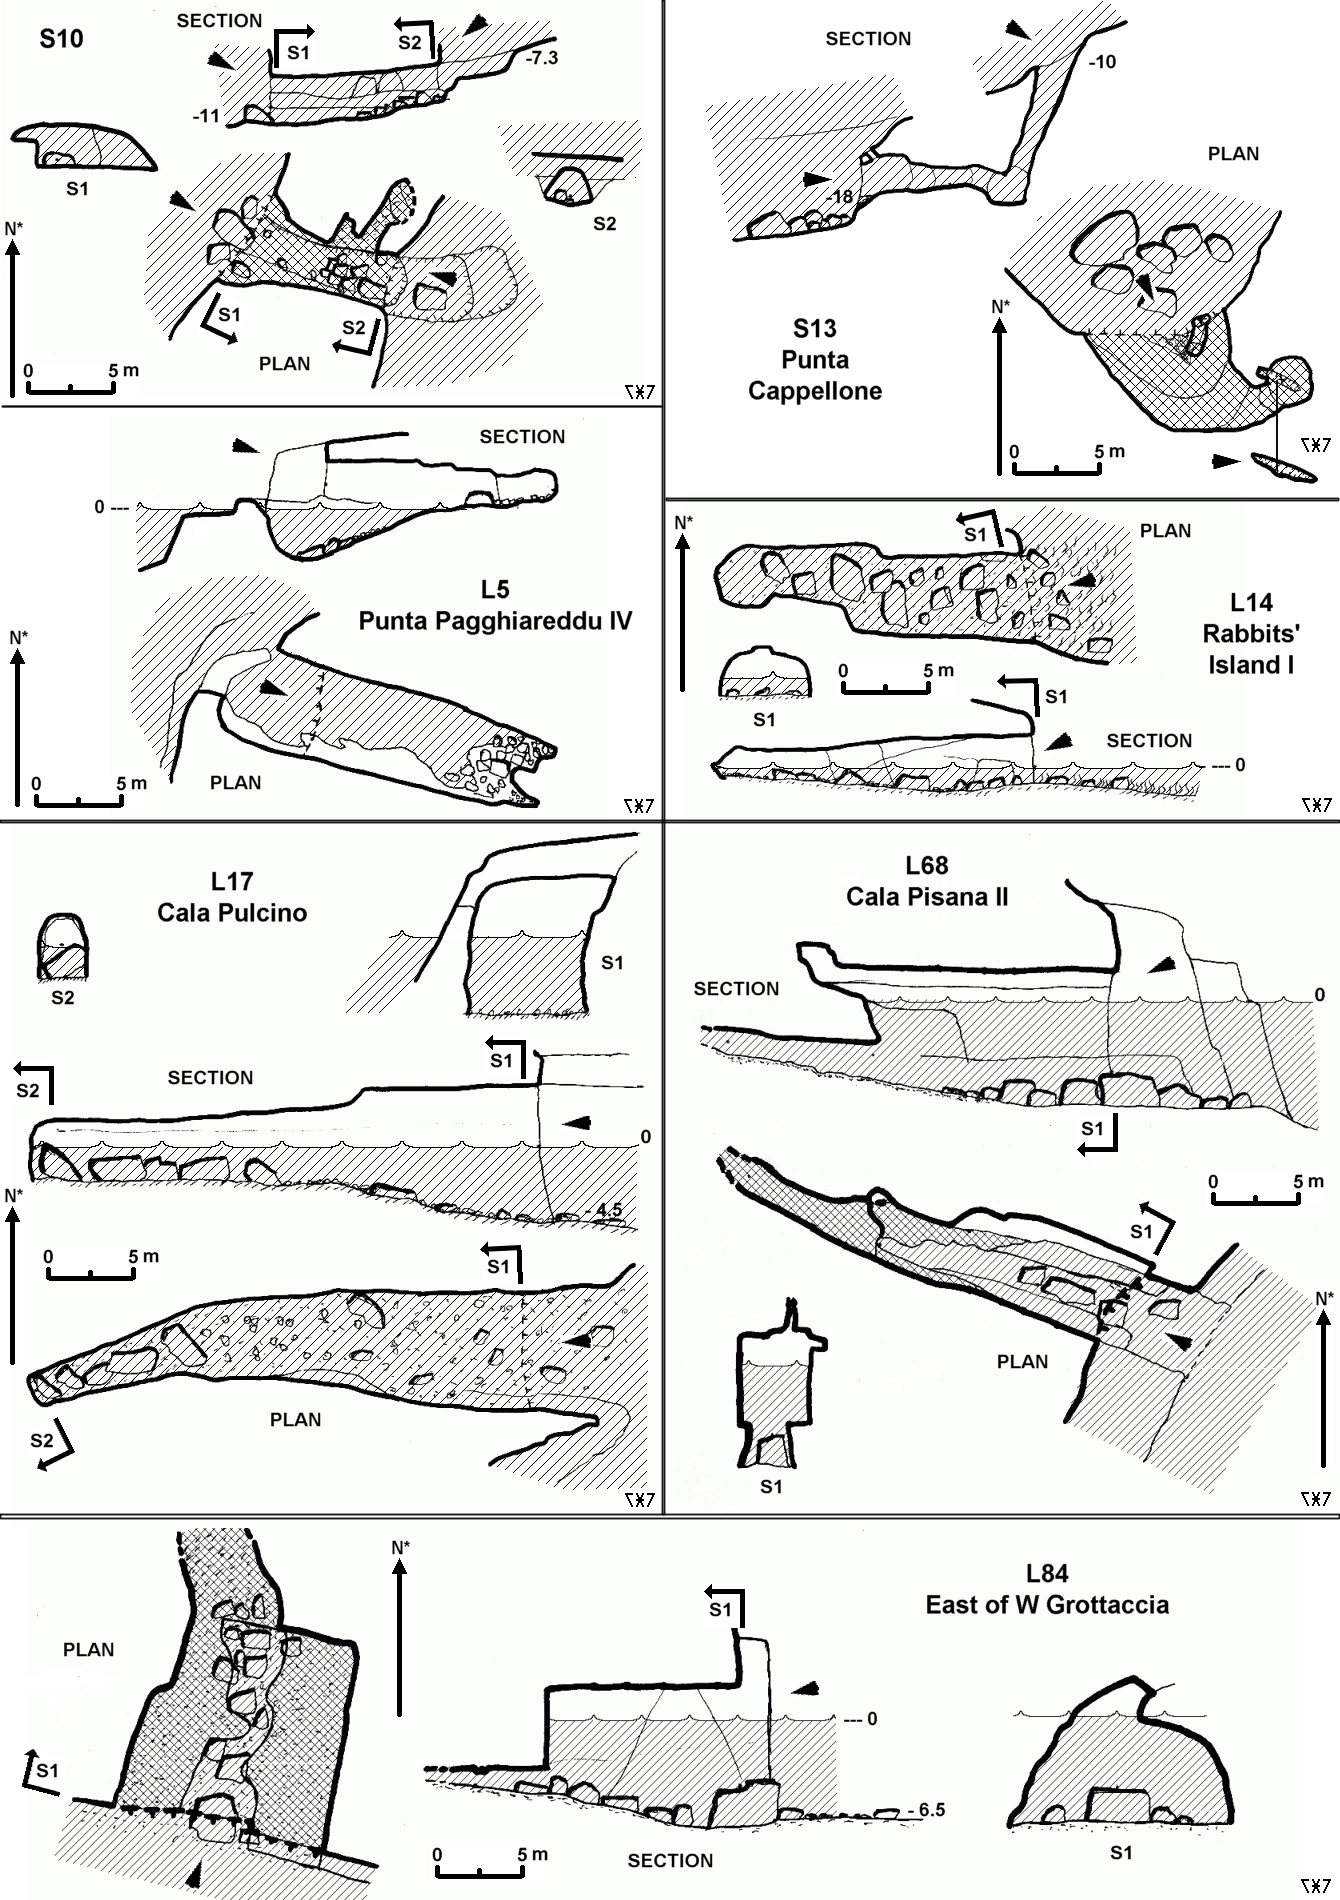 S10
SECTION
S1
S2
-7.3
-11
S1
S2
N*
S1
S2
PLAN
0 5 m
SECTION
-10
-18
PLAN
N*
S13
Punta
Cappellone
0 5 m
SECTION
0 ---
L5
Punta Pagghiareddu IV
N*
PLAN
0 5 m
N*
S1
PLAN
L14
Rabbits'
Island I
0 5 m
S1
S1
SECTION
--- 0
L17
Cala Pulcino
S2
S1
SECTION
S2
S1
0
- 4.5
N*
0 5 m
S1
PLAN
S2
L68
Cala Pisana II
SECTION
0
S1
0 5 m
S1
N*
PLAN
S1
PLAN
N*
S1
L84
East of W Grottaccia
S1
--- 0
- 6.5
0 5 m
SECTION
S1